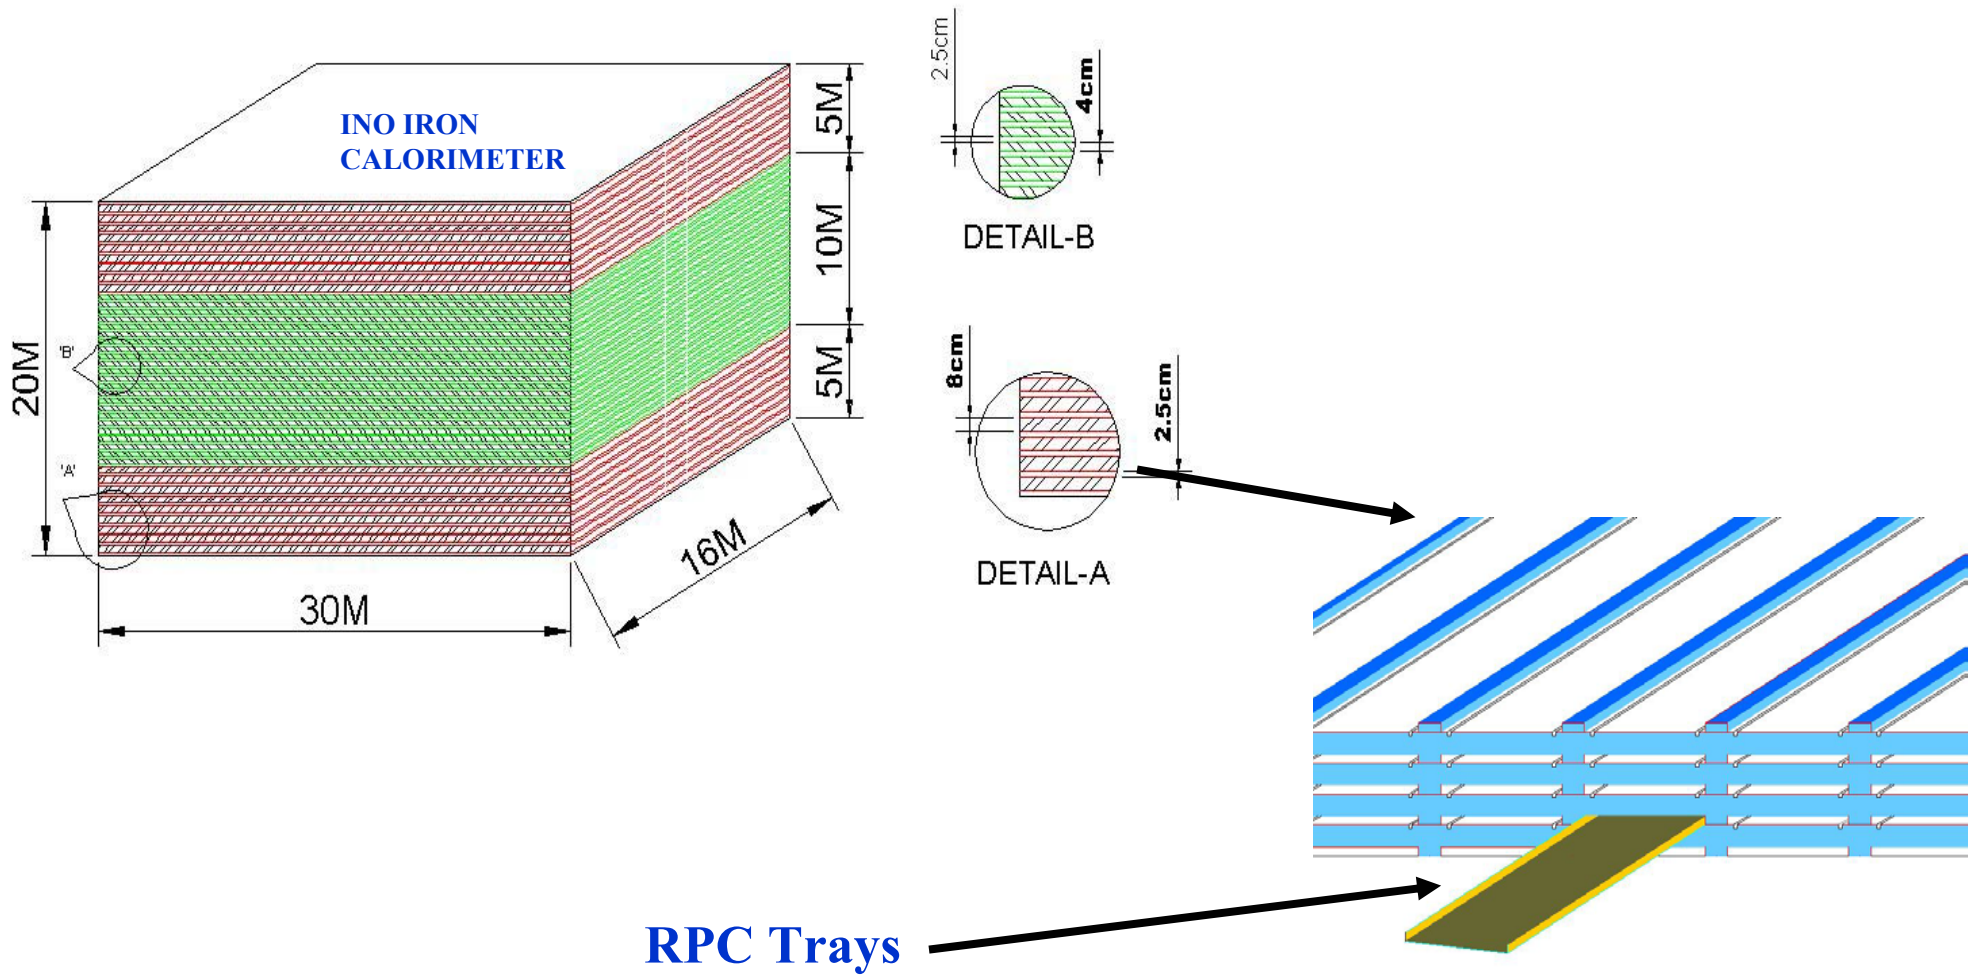 INO IRON
CALORIMETER
5M
10M
5M
20M
'B'
'A'
30M
16M
2.5cm
4cm
DETAIL-B
8cm
2.5cm
DETAIL-A
RPC Trays